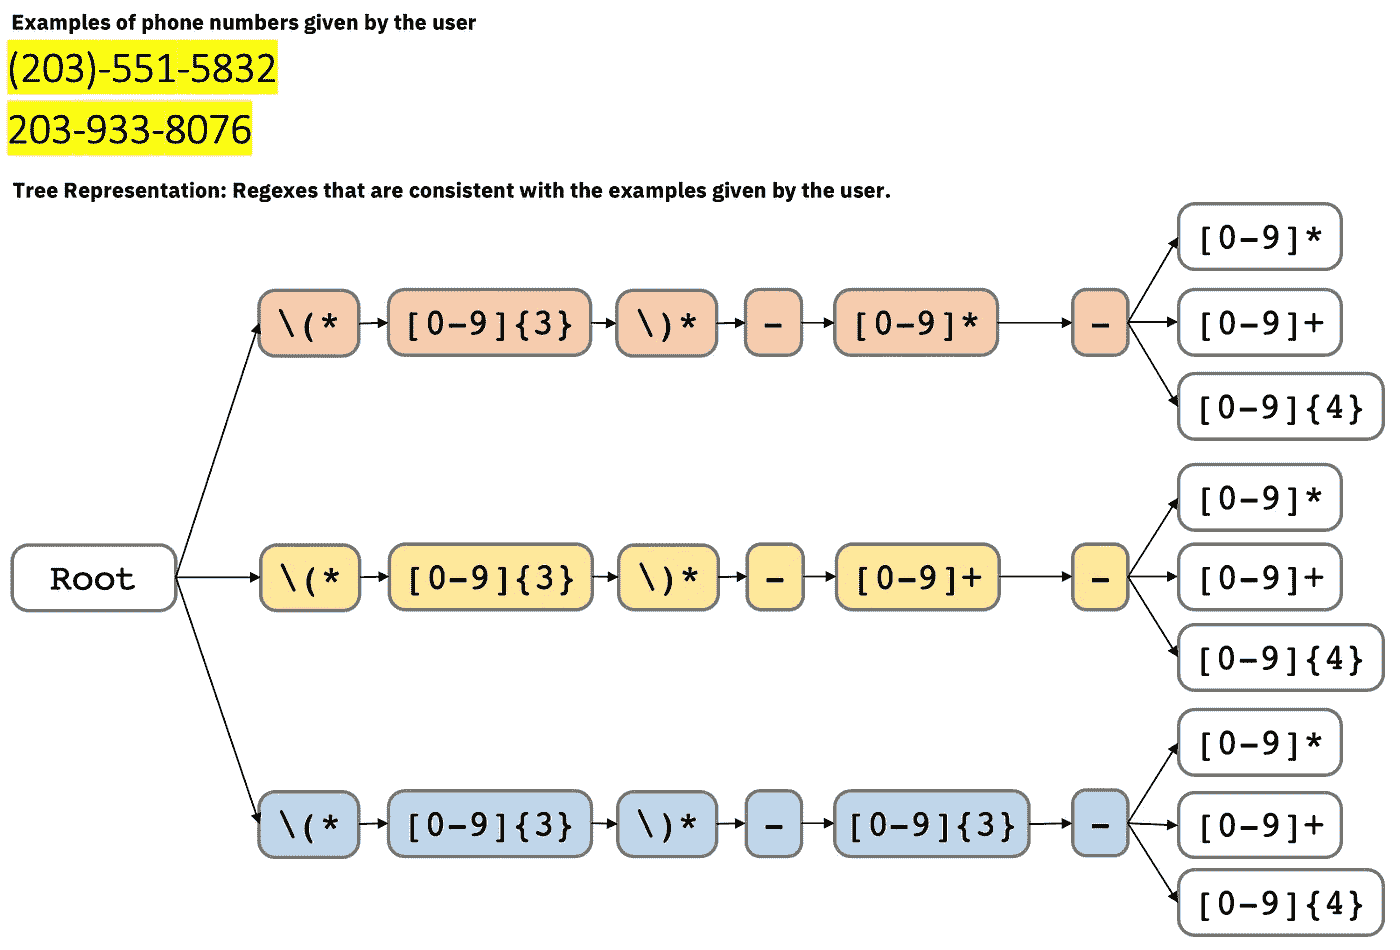 Examples of phone numbers given by the user
(203)-551-5832
203-933-8076
Tree Representation: Regexes that are consistent with the examples given by the user.
[0-9]*
\(* [0-9]{3} \)* - [0-9]* - [0-9]+
[0-9]{4}
[0-9]*
Root \(* [0-9]{3} \)* - [0-9]+ - [0-9]+
[0-9]{4}
[0-9]*
\(* [0-9]{3} \)* - [0-9]{3} - [0-9]+
[0-9]{4}